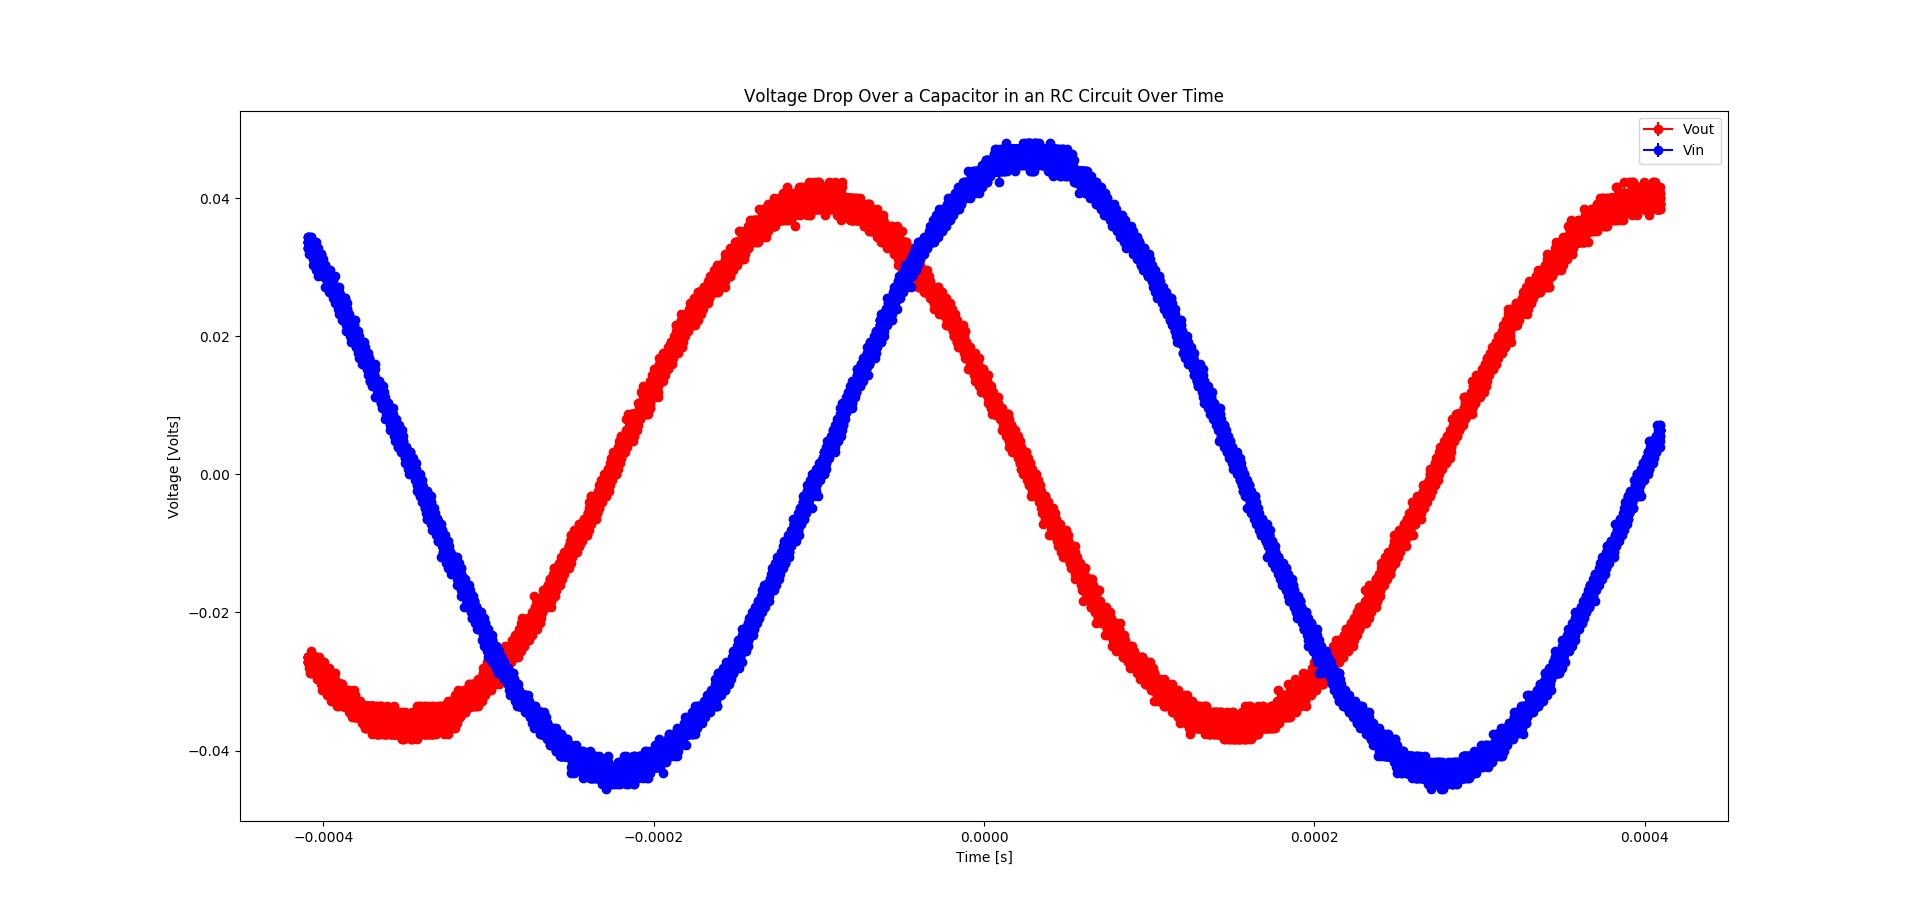 Voltage Drop Over a Capacitor in an RC Circuit Over Time
Vout
Vin
0.04
0.02
0.00
−0.02
−0.04
Voltage [Volts]
−0.0004
−0.0002
0.0000
0.0002
0.0004
Time [s]